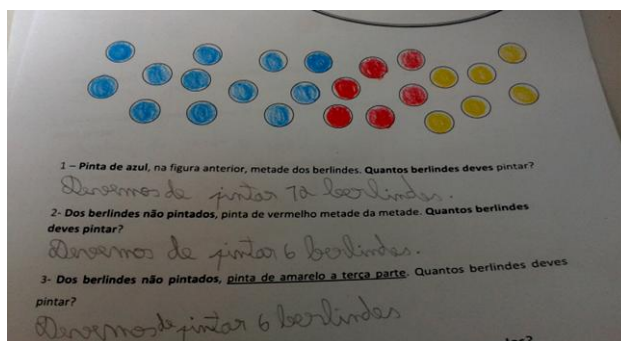 1 – Pinta de azul, na figura anterior, metade dos berlindes. Quantos berlindes deves pintar?
Devemos de pintar 12 berlindes.
2- Dos berlindes não pintados, pinta de vermelho metade da metade. Quantos berlindes
deves pintar?
Devemos de pintar 6 berlindes.
3- Dos berlindes não pintados, pinta de amarelo a terça parte. Quantos berlindes deves
pintar?
Devemos de pintar 6 berlindes